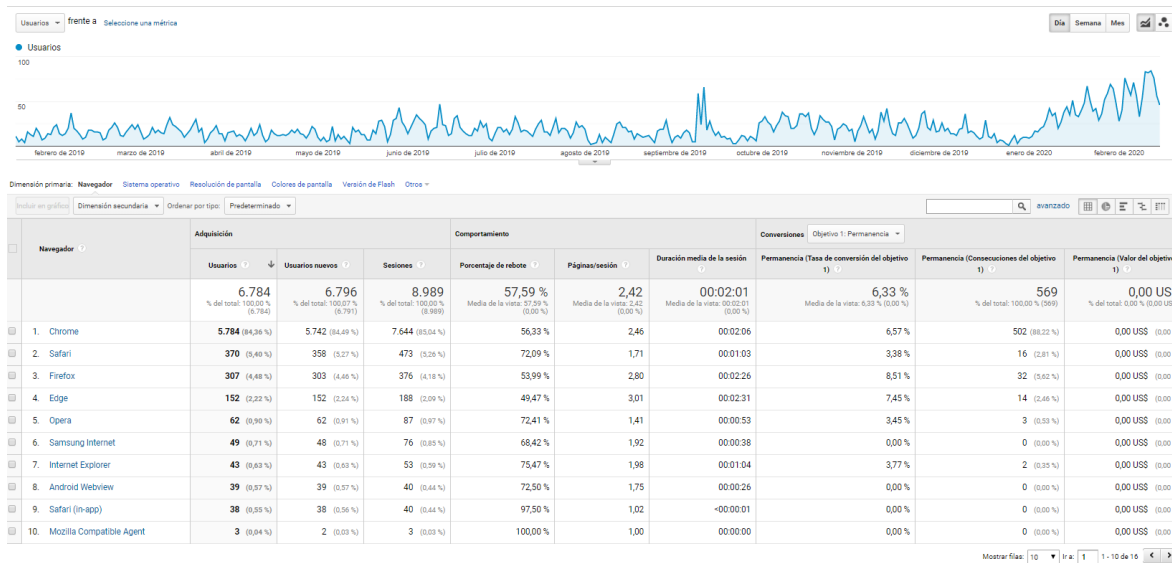 Usuarios frente a Seleccione una métrica Día Semana Mes
Usuarios
100
50
febrero de 2019 marzo de 2019 abril de 2019 mayo de 2019 junio de 2019 julio de 2019 agosto de 2019 septiembre de 2019 octubre de 2019 noviembre de 2019 diciembre de 2019 enero de 2020 febrero de 2020
Dimensión primaria: Navegador Sistema operativo Resolución de pantalla Colores de pantalla Versión de Flash Otros
Incluir en gráfico Dimensión secundaria Ordenar por tipo: Predeterminado avanzado
Navegador ? Adquisición Comportamiento Conversiones Objetivo 1: Permanencia
Usuarios ? Usuarios nuevos ? Sesiones ? Porcentaje de rebote ? Páginas/sesión ? Duración media de la sesión ? Permanencia (Tasa de conversión del objetivo 1) ? Permanencia (Consecuciones del objetivo 1) ? Permanencia (Valor del objetivo 1) ?
6.784 6.796 8.989 57,59 % 2,42 00:02:01 6,33 % 569 0,00 US
% del total: 100,00 % (6.784) % del total: 100,07 % (6.791) % del total: 100,00 % (8.989) Media de la vista: 57,59 % (0,00 %) Media de la vista: 2,42 (0,00 %) Media de la vista: 00:02:01 (0,00 %) Media de la vista: 6,33 % (0,00 %) % del total: 100,00 % (569) % del total: 0,00 % (0,00 US
1. Chrome 5.784 (84,36 %) 5.742 (84,49 %) 7.644 (85,04 %) 56,33 % 2,46 00:02:06 6,57 % 502 (88,22 %) 0,00 US$ (0,00
2. Safari 370 (5,40 %) 358 (5,27 %) 473 (5,26 %) 72,09 % 1,71 00:01:03 3,38 % 16 (2,81 %) 0,00 US$ (0,00
3. Firefox 307 (4,48 %) 303 (4,46 %) 376 (4,18 %) 53,99 % 2,80 00:02:26 8,51 % 32 (5,62 %) 0,00 US$ (0,00
4. Edge 152 (2,22 %) 152 (2,24 %) 188 (2,09 %) 49,47 % 3,01 00:02:31 7,45 % 14 (2,46 %) 0,00 US$ (0,00
5. Opera 62 (0,90 %) 62 (0,91 %) 87 (0,97 %) 72,41 % 1,41 00:00:53 3,45 % 3 (0,53 %) 0,00 US$ (0,00
6. Samsung Internet 49 (0,71 %) 48 (0,71 %) 76 (0,85 %) 68,42 % 1,92 00:00:38 0,00 % 0 (0,00 %) 0,00 US$ (0,00
7. Internet Explorer 43 (0,63 %) 43 (0,63 %) 53 (0,59 %) 75,47 % 1,98 00:01:04 3,77 % 2 (0,35 %) 0,00 US$ (0,00
8. Android Webview 39 (0,57 %) 39 (0,57 %) 40 (0,44 %) 72,50 % 1,75 00:00:26 0,00 % 0 (0,00 %) 0,00 US$ (0,00
9. Safari (in-app) 38 (0,55 %) 38 (0,56 %) 40 (0,44 %) 97,50 % 1,02 <00:00:01 0,00 % 0 (0,00 %) 0,00 US$ (0,00
10. Mozilla Compatible Agent 3 (0,04 %) 2 (0,03 %) 3 (0,03 %) 100,00 % 1,00 00:00:00 0,00 % 0 (0,00 %) 0,00 US$ (0,00
Mostrar filas: 10 Ir a: 1 1 - 10 de 16